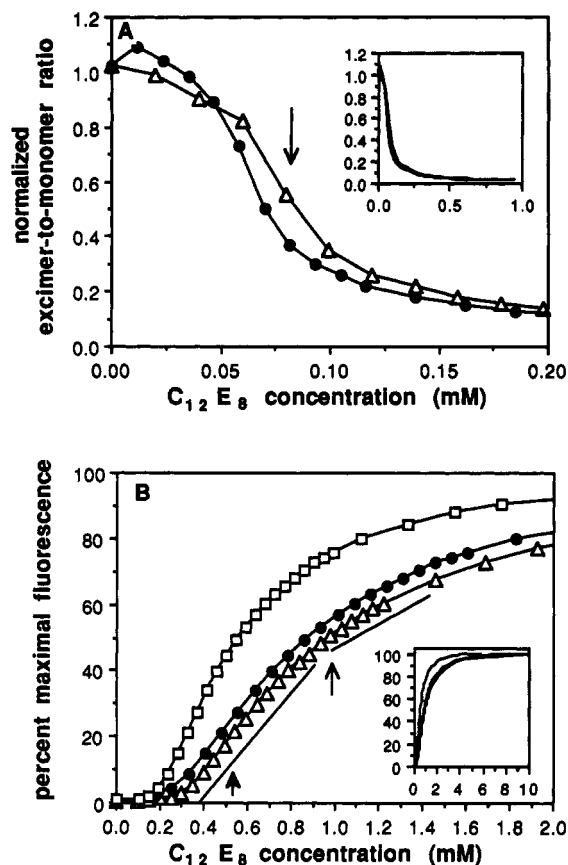 A
normalized
excimer-to-monomer ratio
1.2
1.0
0.8
0.6
0.4
0.2
0.0
0.00 0.05 0.10 0.15 0.20
C12E8 concentration (mM)
1.2
1.0
0.8
0.6
0.4
0.2
0.0
0.0 0.5 1.0
B
percent maximal fluorescence
100
80
60
40
20
0
0.0 0.2 0.4 0.6 0.8 1.0 1.2 1.4 1.6 1.8 2.0
C12E8 concentration (mM)
100
80
60
40
20
0
0 2 4 6 8 10